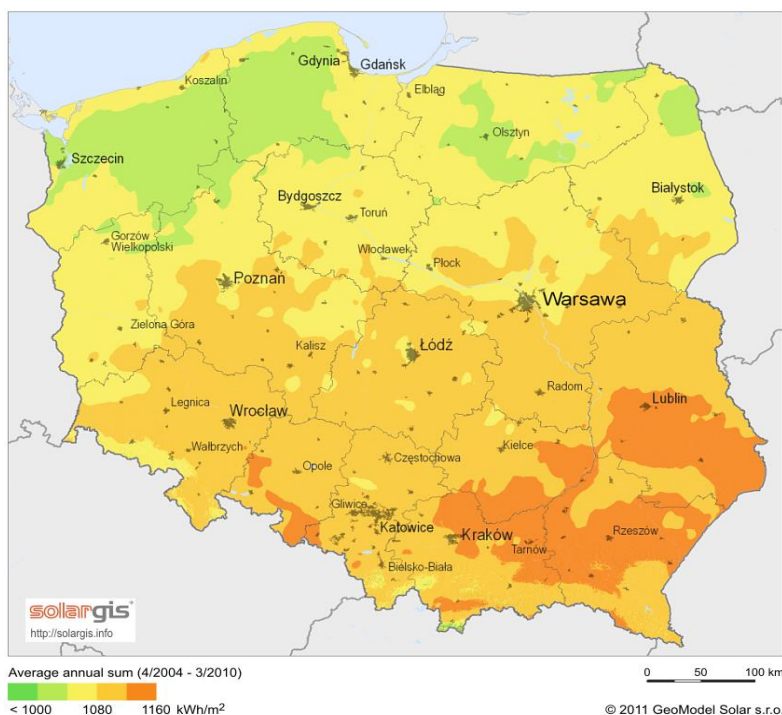 Gdynia
Gdańsk
Koszalin
Elbląg
Olsztyn
Szczecin
Białystok
Bydgoszcz
Toruń
Gorzów
Wielkopolski
Włocławek
Płock
Poznań
Warsawa
Zielona Góra
Kalisz
Łódź
Radom
Legnica
Wrocław
Lublin
Wałbrzych
Opole
Częstochowa
Kielce
Gliwice
Katowice
Kraków
Tarnów
Rzeszów
Bielsko-Biała
solargis
http://solargis.info
Average annual sum (4/2004 - 3/2010)
0 50 100 km
< 1000 1080 1160 kWh/m²
© 2011 GeoModel Solar s.r.o.